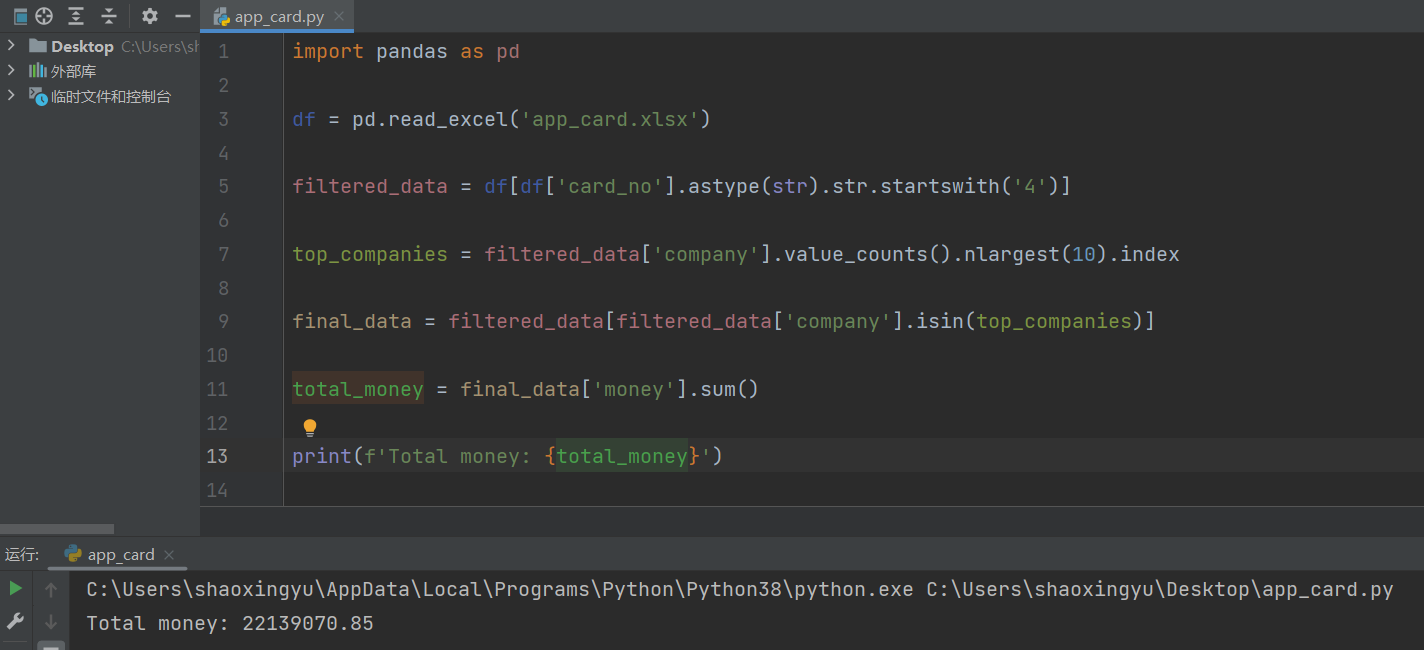 app_card.py
Desktop C:\Users\sh
外部库
临时文件和控制台
1 import pandas as pd
2
3 df = pd.read_excel('app_card.xlsx')
4
5 filtered_data = df[df['card_no'].astype(str).str.startswith('4')]
6
7 top_companies = filtered_data['company'].value_counts().nlargest(10).index
8
9 final_data = filtered_data[filtered_data['company'].isin(top_companies)]
10
11 total_money = final_data['money'].sum()
12
13 print(f'Total money: {total_money}')
14
运行: app_card
C:\Users\shaoxingyu\AppData\Local\Programs\Python\Python38\python.exe C:\Users\shaoxingyu\Desktop\app_card.py
Total money: 22139070.85